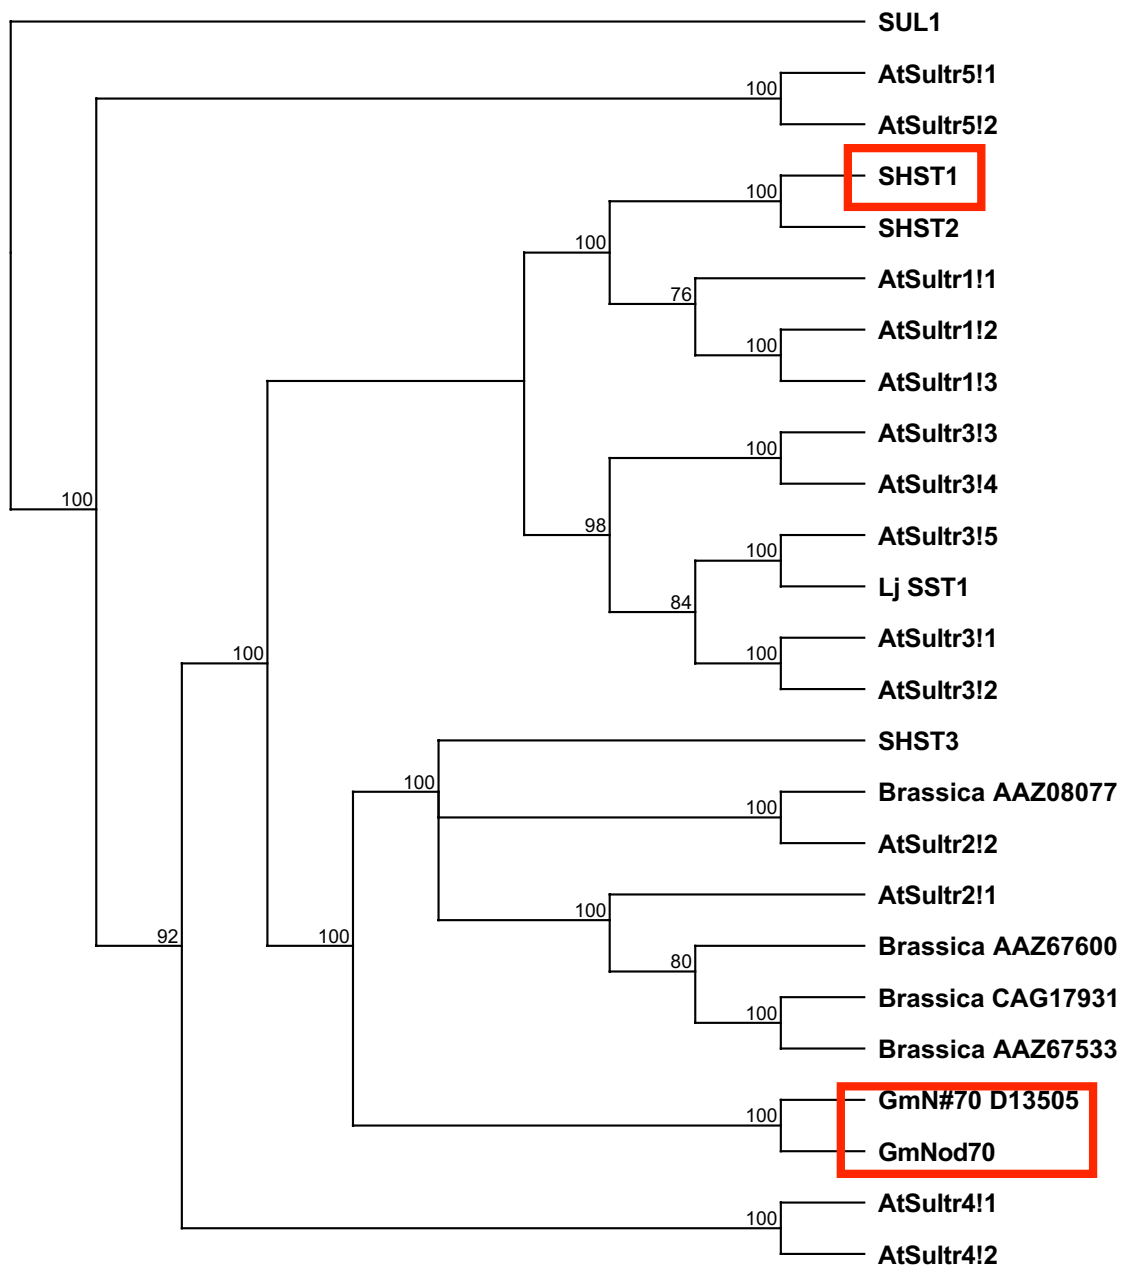 SUL1
100
AtSultr5!1
AtSultr5!2
100
SHST1
SHST2
100
76
AtSultr1!1
100
AtSultr1!2
AtSultr1!3
100
AtSultr3!3
AtSultr3!4
98
100
AtSultr3!5
Lj SST1
84
100
AtSultr3!1
AtSultr3!2
100
100
SHST3
100
100
Brassica AAZ08077
AtSultr2!2
100
AtSultr2!1
92
100
80
Brassica AAZ67600
100
Brassica CAG17931
Brassica AAZ67533
100
GmN#70 D13505
GmNod70
100
AtSultr4!1
AtSultr4!2